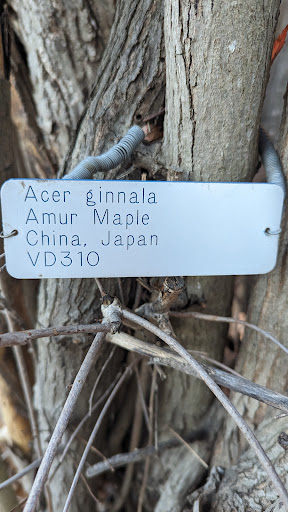 Acer ginnala
Amur Maple
China, Japan
VD310